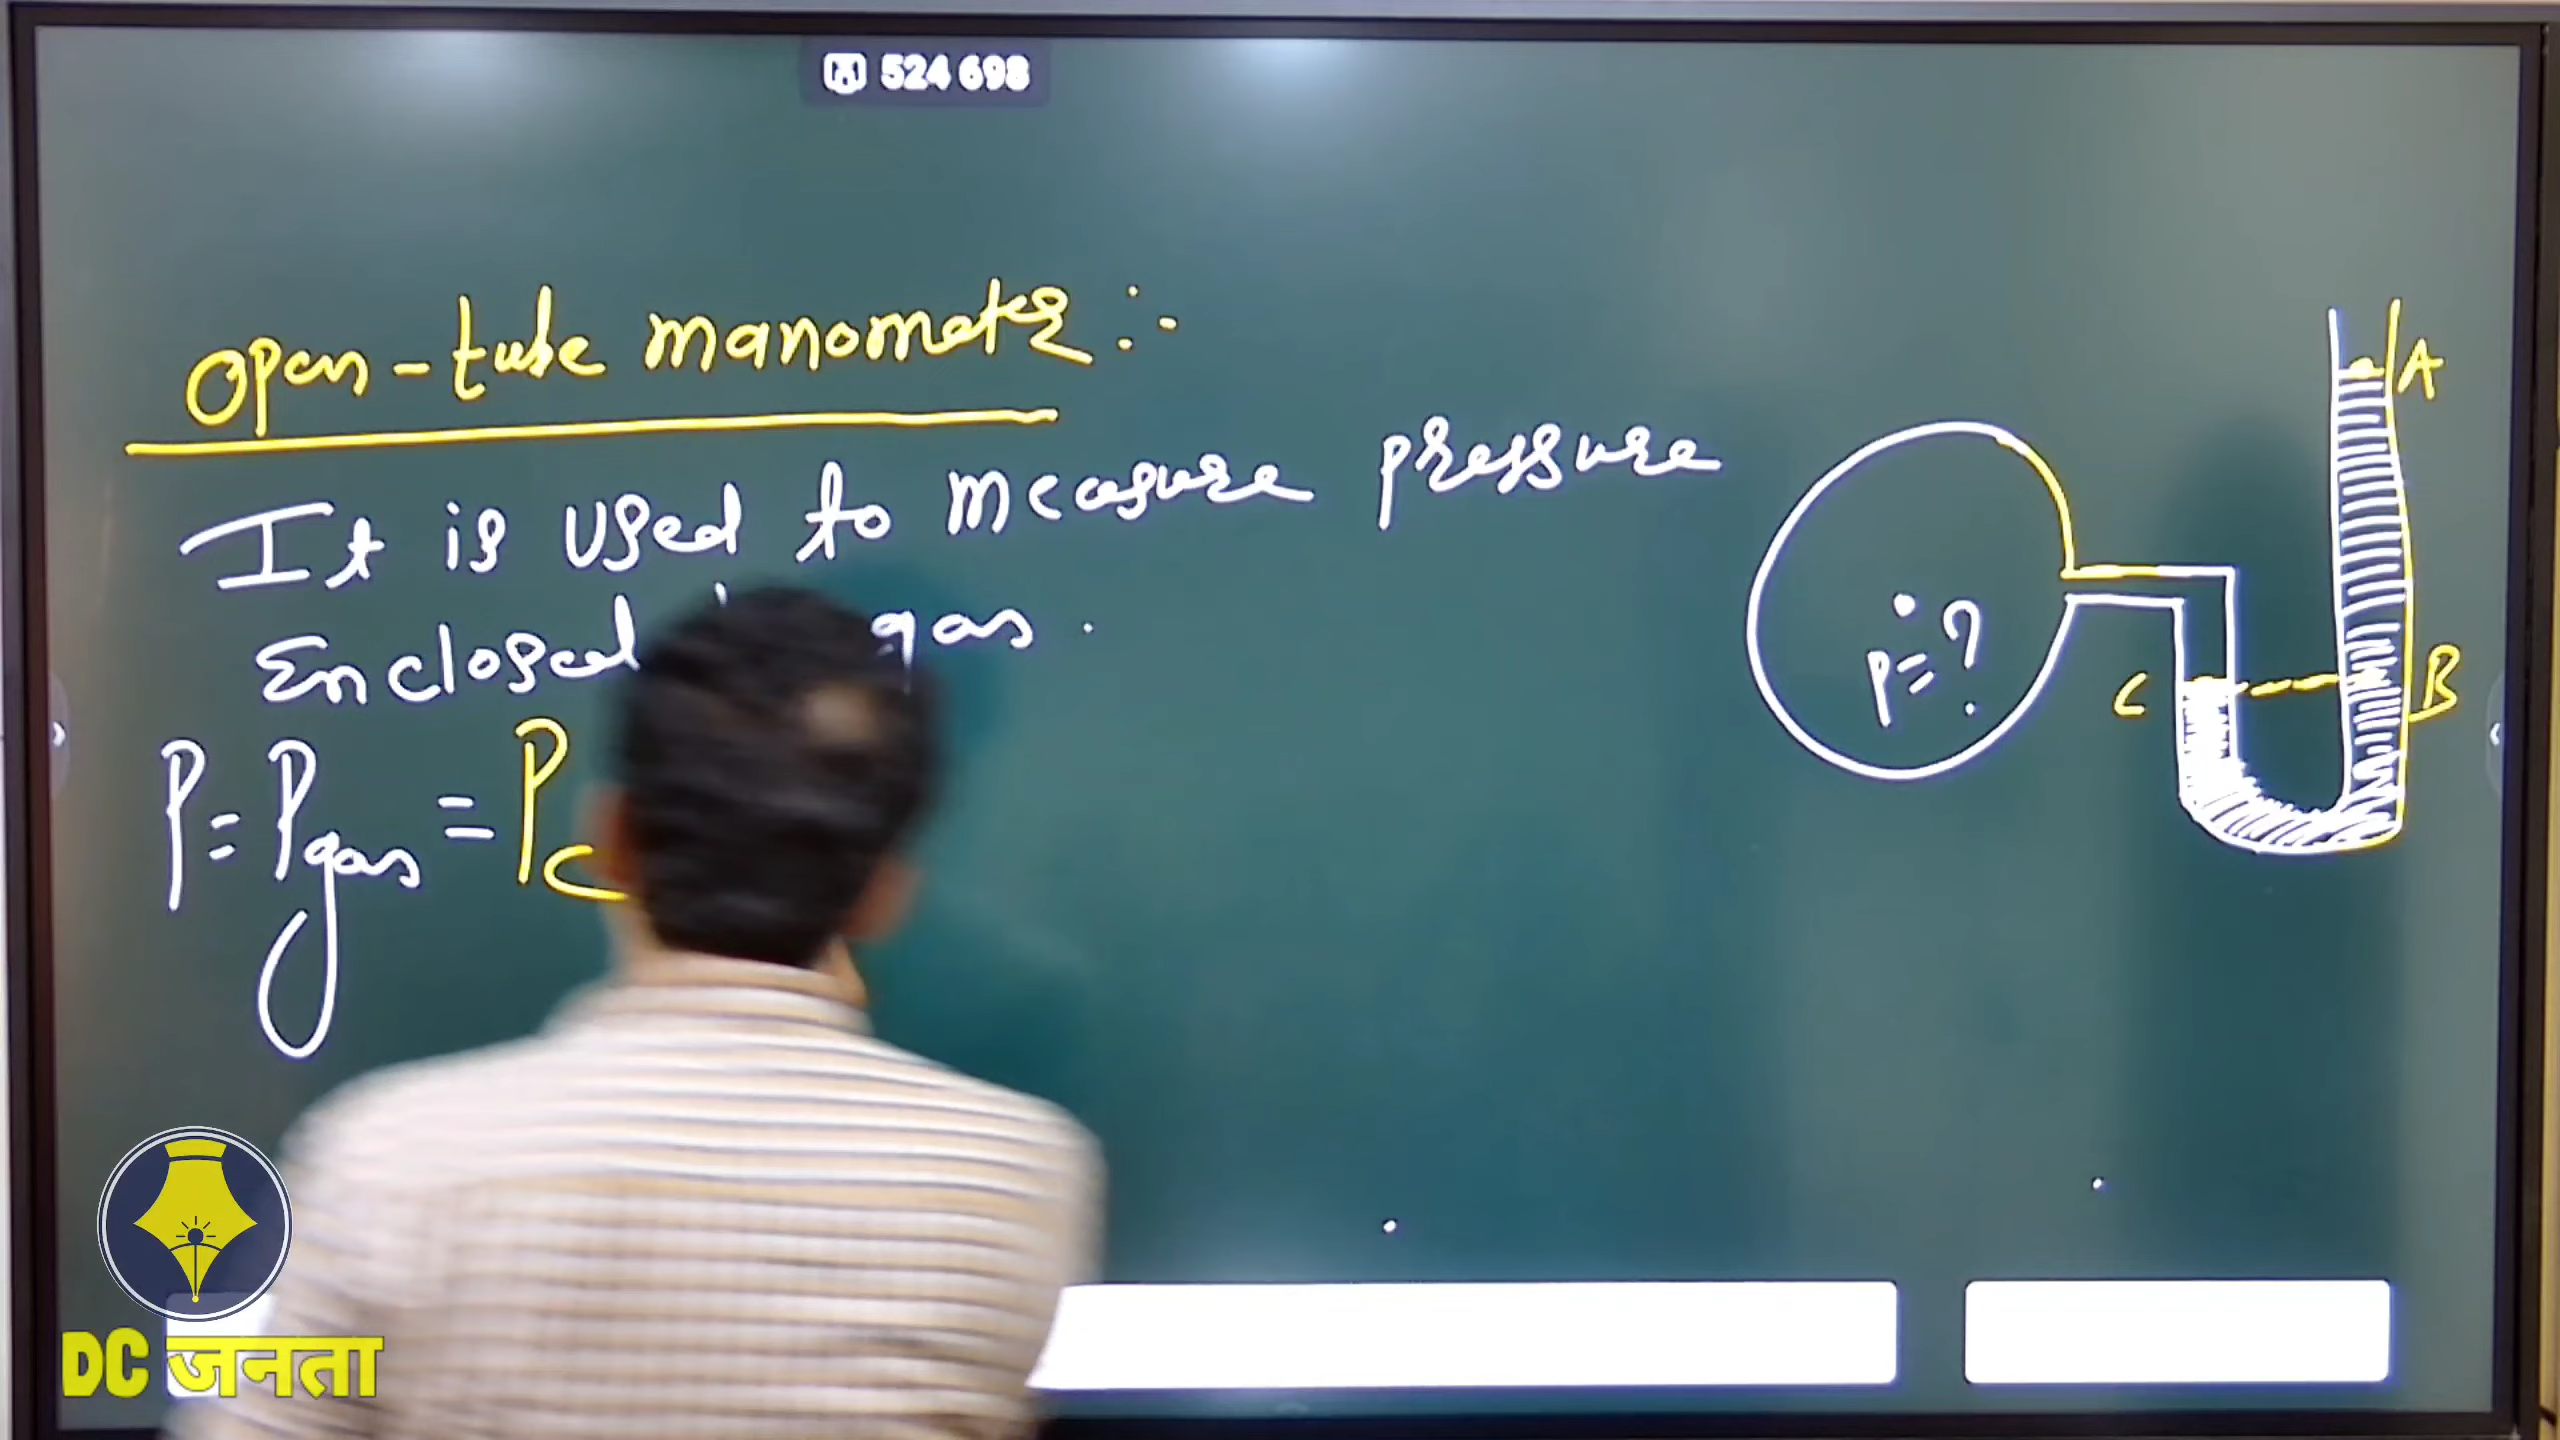 524 698
Open-tube manometer :-
It is used to measure pressure
Enclosed gas.
P = Pgas = PC
A
P = ?
C
B
DC जनता